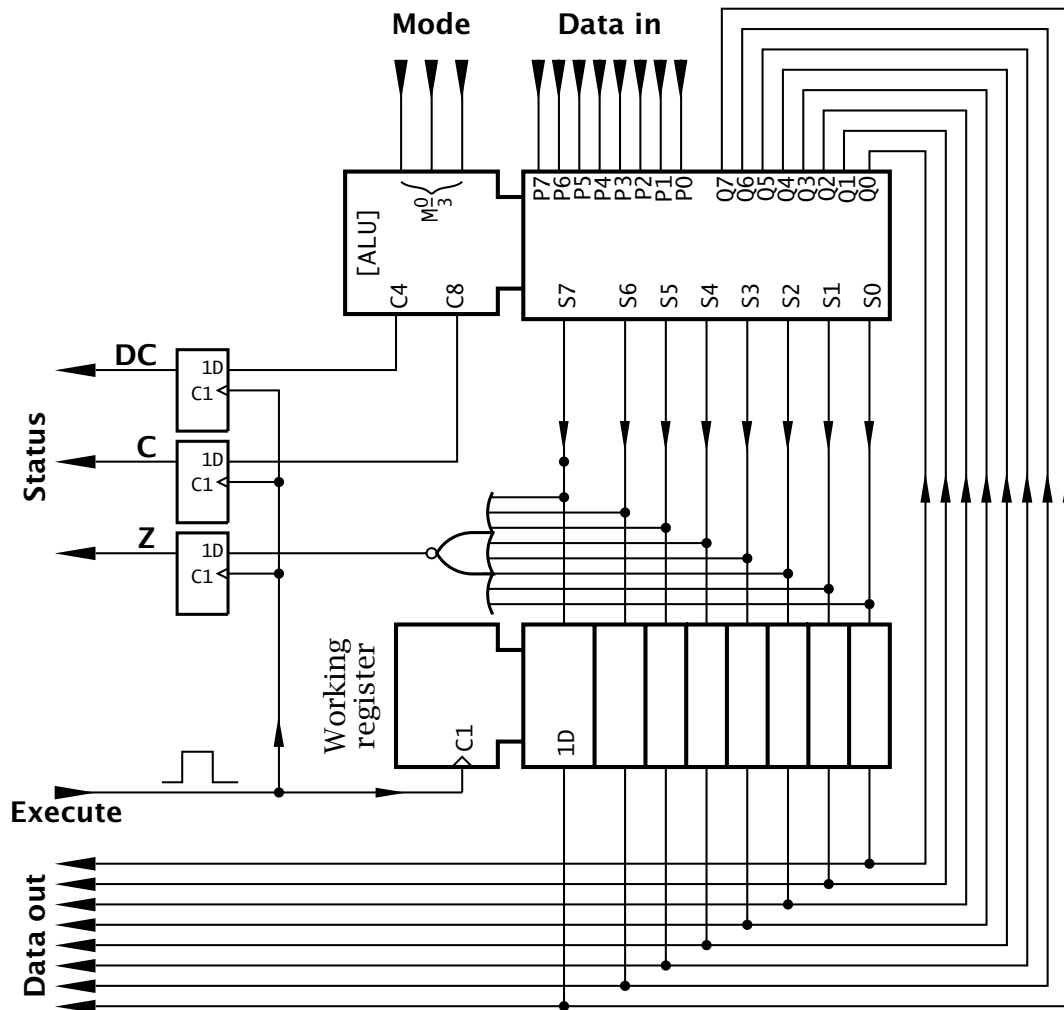 Mode
Data in
P7 P6 P5 P4 P3 P2 P1 P0 Q7 Q6 Q5 Q4 Q3 Q2 Q1 Q0
M 0 3
[ALU]
C4 C8
S7 S6 S5 S4 S3 S2 S1 S0
DC
1D
C1
Status
C
1D
C1
Z
1D
C1
Working
register
C1
1D
Execute
Data out